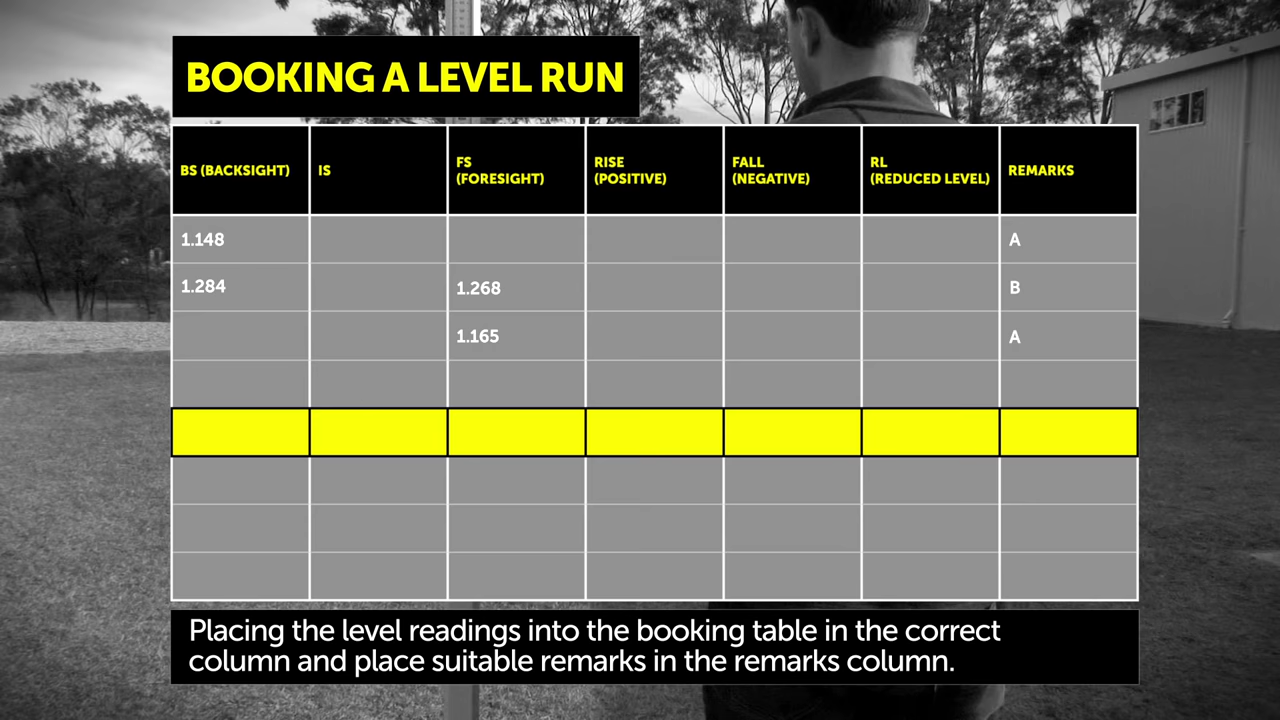 BOOKING A LEVEL RUN
BS (BACKSIGHT) IS FS (FORESIGHT) RISE (POSITIVE) FALL (NEGATIVE) RL (REDUCED LEVEL) REMARKS
1.148 A
1.284 1.268 B
1.165 A
Placing the level readings into the booking table in the correct
column and place suitable remarks in the remarks column.